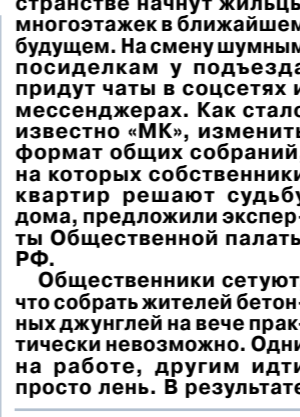 странстве начнут жильцы
многоэтажек в ближайшем
будущем. На смену шумным
посиделкам у подъезда
придут чаты в соцсетях и
мессенджерах. Как стало
известно «МК», изменить
формат общих собраний,
на которых собственники
квартир решают судьбу
дома, предложили экспер-
ты Общественной палаты
РФ.
Общественники сетуют,
что собрать жителей бетон-
ных джунглей на вече прак-
тически невозможно. Одни
на работе, другим идти
просто лень. В результате